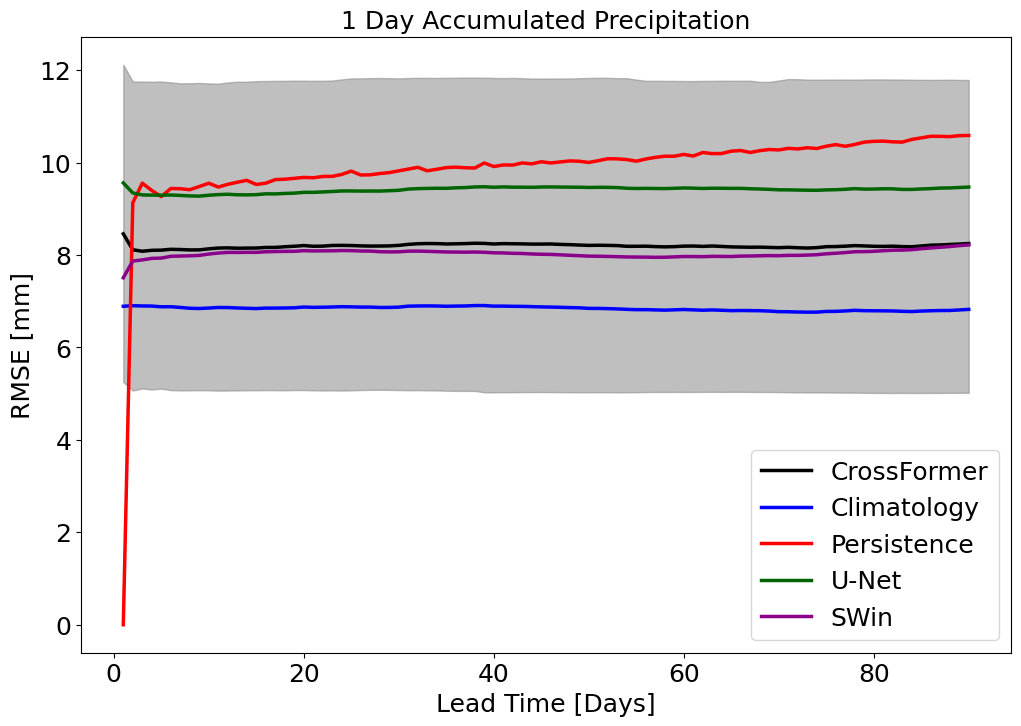 1 Day Accumulated Precipitation
RMSE [mm]
12
10
8
6
4
2
0
0 20 40 60 80
Lead Time [Days]
CrossFormer
Climatology
Persistence
U-Net
SWin